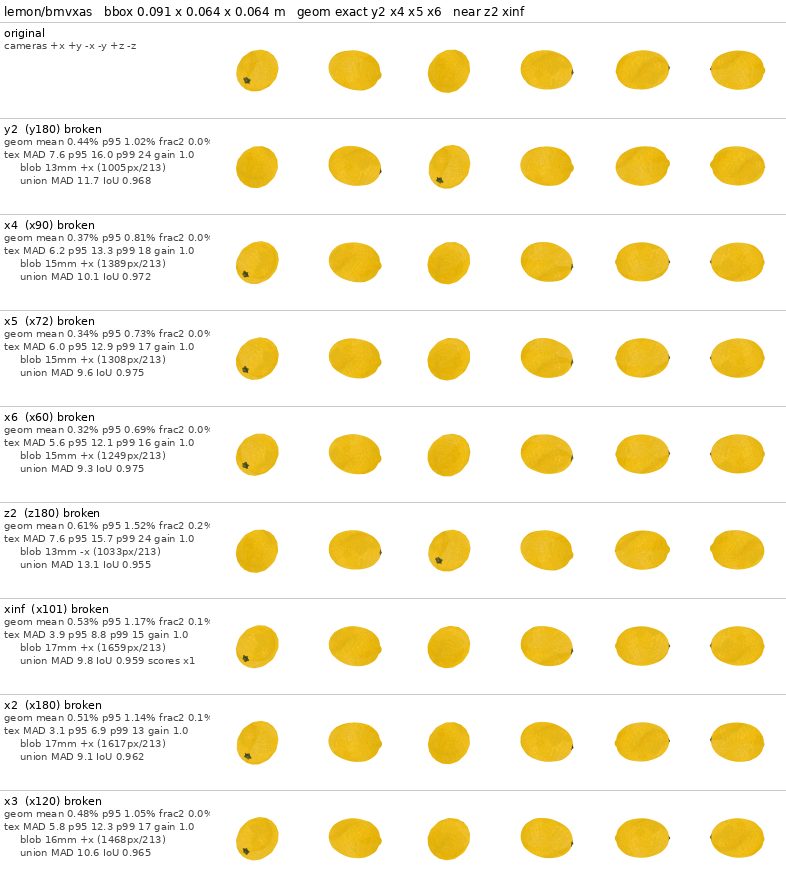 lemon/bmvxas bbox 0.091 x 0.064 x 0.064 m geom exact y2 x4 x5 x6 near z2 xinf
original
cameras +x +y -x -y +z -z
y2 (y180) broken
geom mean 0.44% p95 1.02% frac2 0.0%
tex MAD 7.6 p95 16.0 p99 24 gain 1.0
blob 13mm +x (1005px/213)
union MAD 11.7 IoU 0.968
x4 (x90) broken
geom mean 0.37% p95 0.81% frac2 0.0%
tex MAD 6.2 p95 13.3 p99 18 gain 1.0
blob 15mm +x (1389px/213)
union MAD 10.1 IoU 0.972
x5 (x72) broken
geom mean 0.34% p95 0.73% frac2 0.0%
tex MAD 6.0 p95 12.9 p99 17 gain 1.0
blob 15mm +x (1308px/213)
union MAD 9.6 IoU 0.975
x6 (x60) broken
geom mean 0.32% p95 0.69% frac2 0.0%
tex MAD 5.6 p95 12.1 p99 16 gain 1.0
blob 15mm +x (1249px/213)
union MAD 9.3 IoU 0.975
z2 (z180) broken
geom mean 0.61% p95 1.52% frac2 0.2%
tex MAD 7.6 p95 15.7 p99 24 gain 1.0
blob 13mm -x (1033px/213)
union MAD 13.1 IoU 0.955
xinf (x101) broken
geom mean 0.53% p95 1.17% frac2 0.1%
tex MAD 3.9 p95 8.8 p99 15 gain 1.0
blob 17mm +x (1659px/213)
union MAD 9.8 IoU 0.959 scores x1
x2 (x180) broken
geom mean 0.51% p95 1.14% frac2 0.1%
tex MAD 3.1 p95 6.9 p99 13 gain 1.0
blob 17mm +x (1617px/213)
union MAD 9.1 IoU 0.962
x3 (x120) broken
geom mean 0.48% p95 1.05% frac2 0.0%
tex MAD 5.8 p95 12.3 p99 17 gain 1.0
blob 16mm +x (1468px/213)
union MAD 10.6 IoU 0.965